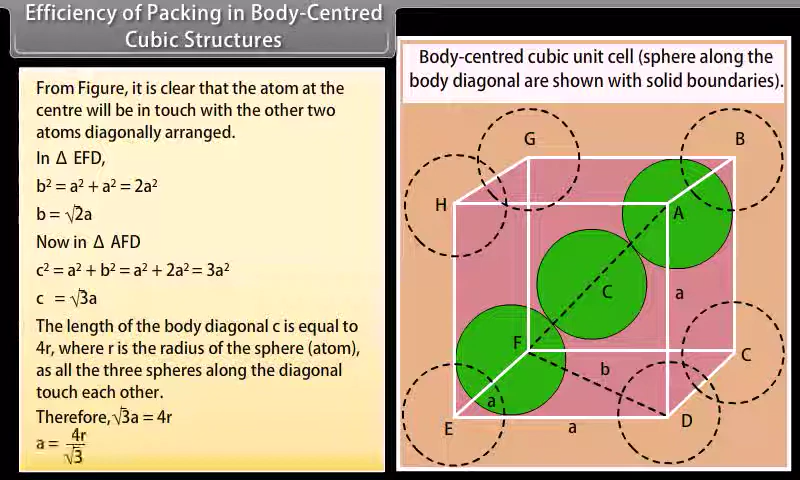 Efficiency of Packing in Body-Centred
Cubic Structures
From Figure, it is clear that the atom at the
centre will be in touch with the other two
atoms diagonally arranged.
In Δ EFD,
b² = a² + a² = 2a²
b = √2a
Now in Δ AFD
c² = a² + b² = a² + 2a² = 3a²
c = √3a
The length of the body diagonal c is equal to
4r, where r is the radius of the sphere (atom),
as all the three spheres along the diagonal
touch each other.
Therefore, √3a = 4r
a = 4r/√3
Body-centred cubic unit cell (sphere along the
body diagonal are shown with solid boundaries).
G
B
H
A
C
a
F
C
b
a
E
D
a